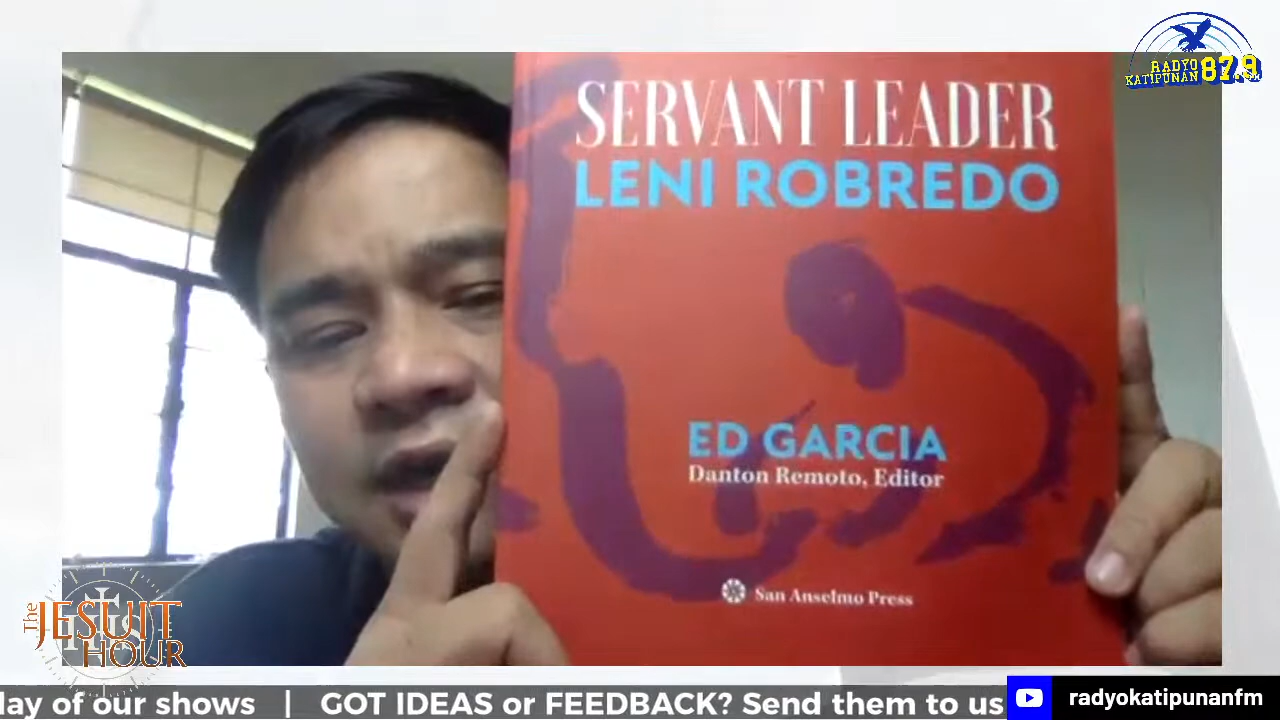 RADYO
KATIPUNAN 87.9
SERVANT LEADER
LENI ROBREDO
ED GARCIA
Danton Remoto, Editor
San Anselmo Press
The
JESUIT
HOUR
IHS
lay of our shows | GOT IDEAS or FEEDBACK? Send them to us
radyokatipunanfm